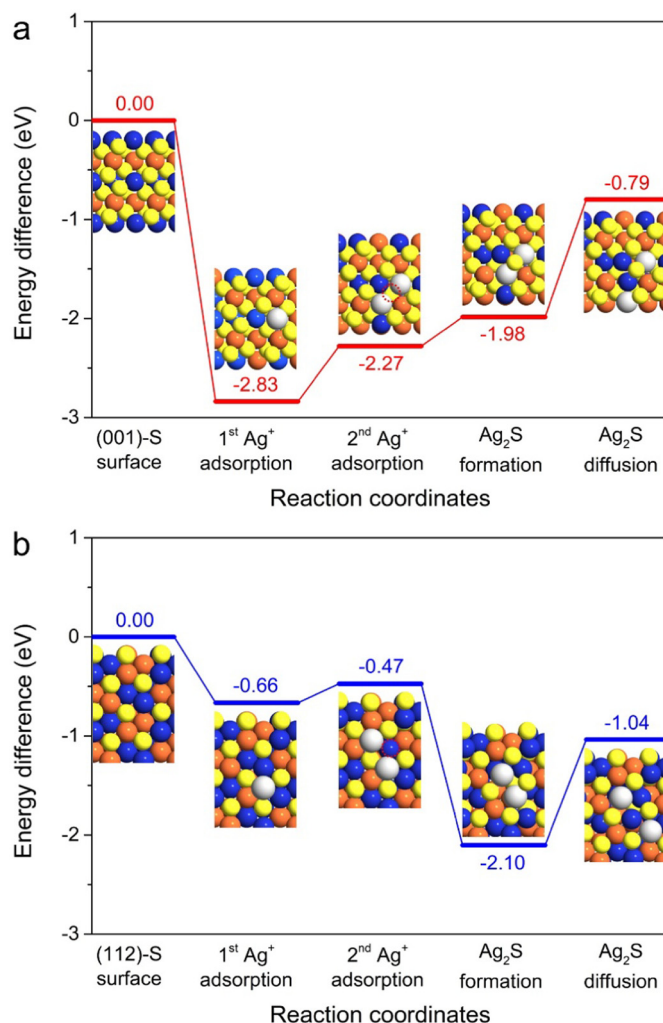 a
Energy difference (eV)
1
0
-1
-2
-3
0.00
-2.83
-2.27
-1.98
-0.79
(001)-S surface
1st Ag+ adsorption
2nd Ag+ adsorption
Ag2S formation
Ag2S diffusion
Reaction coordinates
b
Energy difference (eV)
1
0
-1
-2
-3
0.00
-0.66
-0.47
-2.10
-1.04
(112)-S surface
1st Ag+ adsorption
2nd Ag+ adsorption
Ag2S formation
Ag2S diffusion
Reaction coordinates